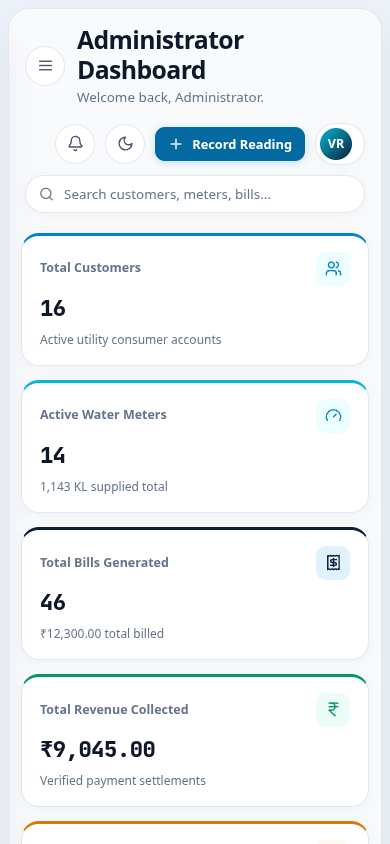 Administrator
Dashboard
Welcome back, Administrator.
Record Reading
VR
Search customers, meters, bills...
Total Customers
16
Active utility consumer accounts
Active Water Meters
14
1,143 KL supplied total
Total Bills Generated
46
₹12,300.00 total billed
Total Revenue Collected
₹9,045.00
Verified payment settlements